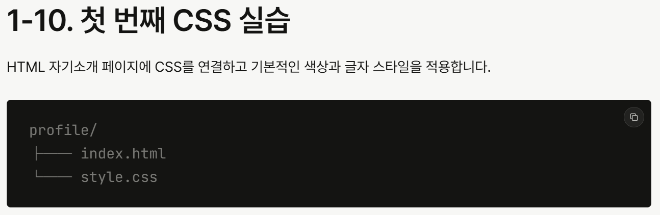 1-10. 첫 번째 CSS 실습
HTML 자기소개 페이지에 CSS를 연결하고 기본적인 색상과 글자 스타일을 적용합니다.
profile/
├── index.html
└── style.css